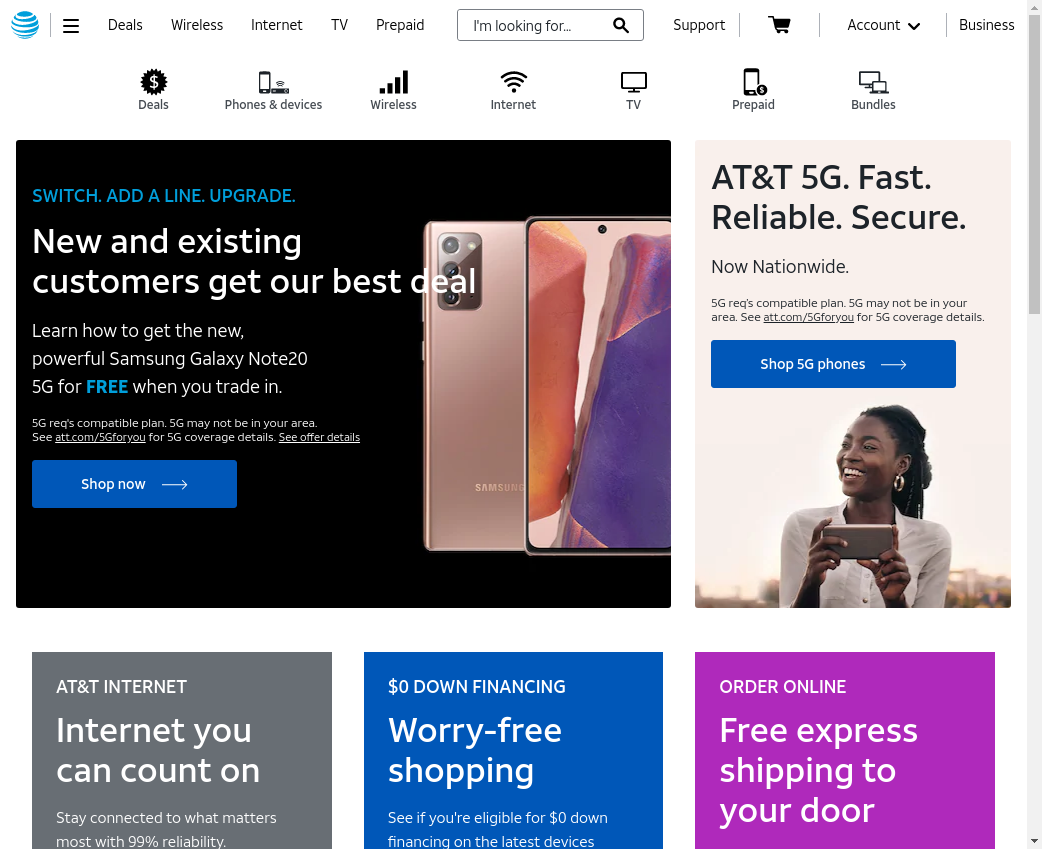 Deals
Wireless
Internet
TV
Prepaid
I'm looking for...
Support
Account
Business
Deals
Phones & devices
Wireless
Internet
TV
Prepaid
Bundles
SWITCH. ADD A LINE. UPGRADE.
New and existing
customers get our best deal
Learn how to get the new,
powerful Samsung Galaxy Note20
5G for FREE when you trade in.
5G req's compatible plan. 5G may not be in your area.
See att.com/5Gforyou for 5G coverage details. See offer details
Shop now
SAMSUNG
AT&T 5G. Fast.
Reliable. Secure.
Now Nationwide.
5G req's compatible plan. 5G may not be in your
area. See att.com/5Gforyou for 5G coverage details.
Shop 5G phones
AT&T INTERNET
Internet you
can count on
Stay connected to what matters
most with 99% reliability.
$0 DOWN FINANCING
Worry-free
shopping
See if you're eligible for $0 down
financing on the latest devices
ORDER ONLINE
Free express
shipping to
your door